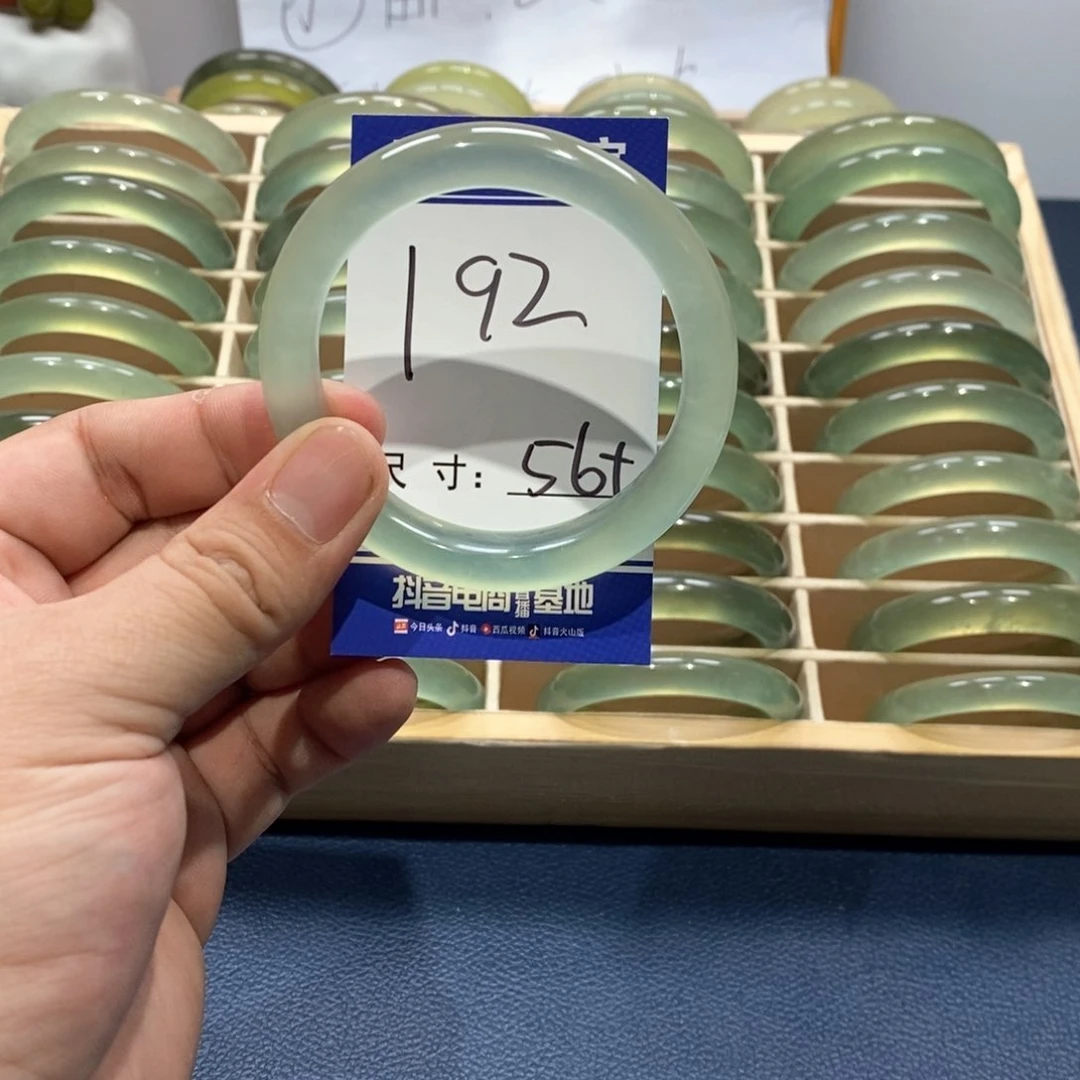 192
尺 寸: 56+
抖音电商直播基地
今日头条 抖音 西瓜视频 抖音火山版